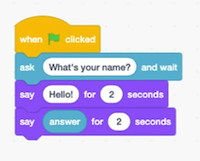 when clicked
ask What's your name? and wait
say Hello! for 2 seconds
say answer for 2 seconds